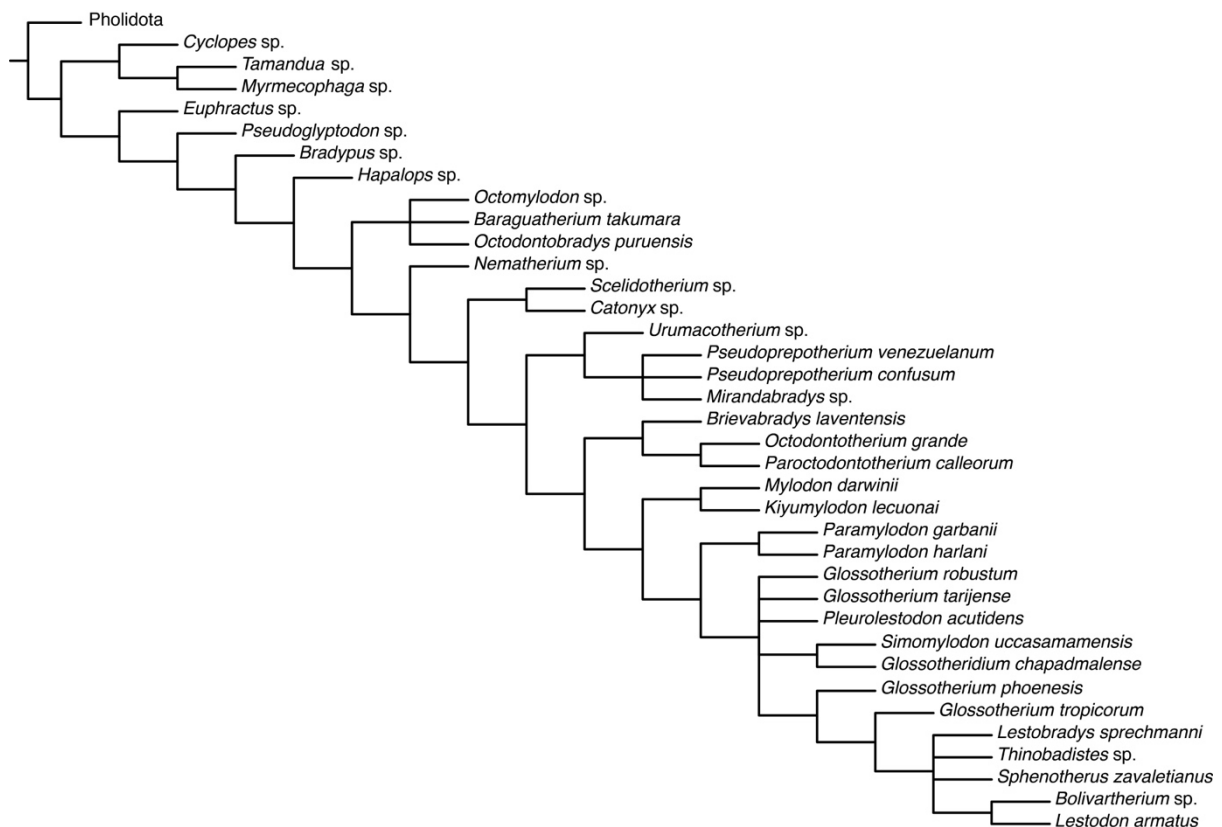 Pholidota
Cyclopes sp.
Tamandua sp.
Myrmecophaga sp.
Euphractus sp.
Pseudoglyptodon sp.
Bradypus sp.
Hapalops sp.
Octomylodon sp.
Baraguatherium takumara
Octodontobradys puruensis
Nematherium sp.
Scelidotherium sp.
Catonyx sp.
Urumacotherium sp.
Pseudoprepotherium venezuelanum
Pseudoprepotherium confusum
Mirandabradys sp.
Brievabradys laventensis
Octodontotherium grande
Paroctodontotherium calleorum
Mylodon darwinii
Kiyumylodon lecuonai
Paramylodon garbanii
Paramylodon harlani
Glossotherium robustum
Glossotherium tarijense
Pleurolestodon acutidens
Simomylodon uccasamamensis
Glossotheridium chapadmalense
Glossotherium phoenesis
Glossotherium tropicorum
Lestobradys sprechmanni
Thinobadistes sp.
Sphenotherus zavaletianus
Bolivartherium sp.
Lestodon armatus